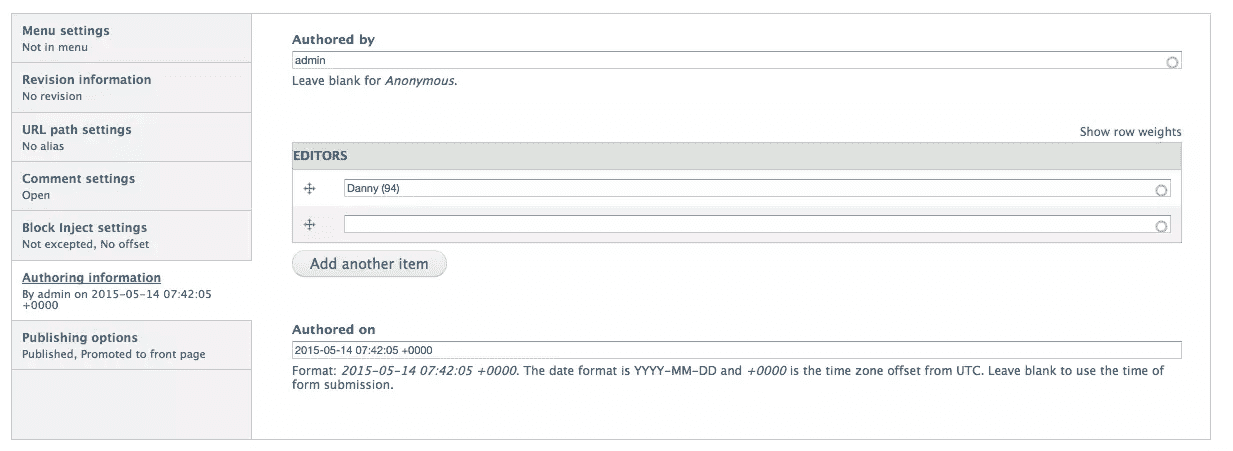 Menu settings
Not in menu
Revision information
No revision
URL path settings
No alias
Comment settings
Open
Block Inject settings
Not excepted, No offset
Authoring information
By admin on 2015-05-14 07:42:05
+0000
Publishing options
Published, Promoted to front page
Authored by
admin
Leave blank for Anonymous.
Show row weights
EDITORS
Danny (94)
Add another item
Authored on
2015-05-14 07:42:05 +0000
Format: 2015-05-14 07:42:05 +0000. The date format is YYYY-MM-DD and +0000 is the time zone offset from UTC. Leave blank to use the time of
form submission.